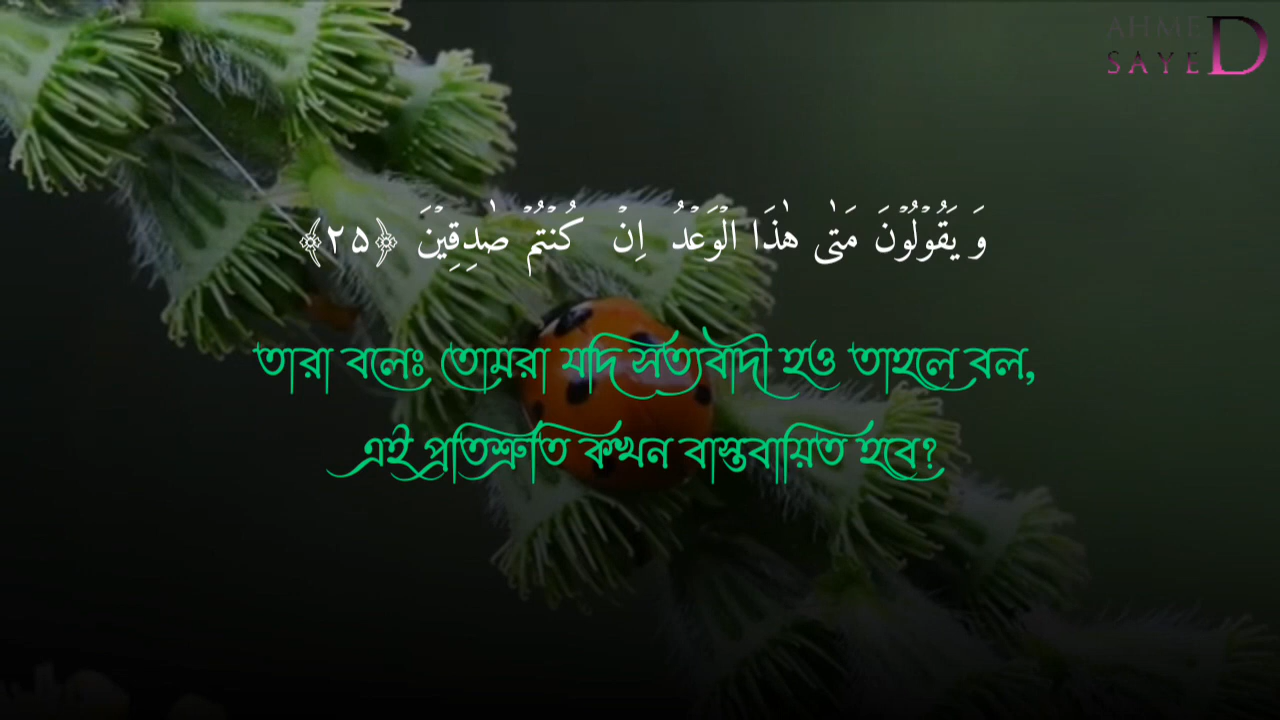 AHMED
SAYED
وَ یَقُوۡلُوۡنَ مَتٰی هٰذَا الۡوَعۡدُ اِنۡ کُنۡتُمۡ صٰدِقِیۡنَ ﴿۲۵﴾
তারা বলেঃ তোমরা যদি সত্যবাদী হও তাহলে বল,
এই প্রতিশ্রুতি কখন বাস্তবায়িত হবে?